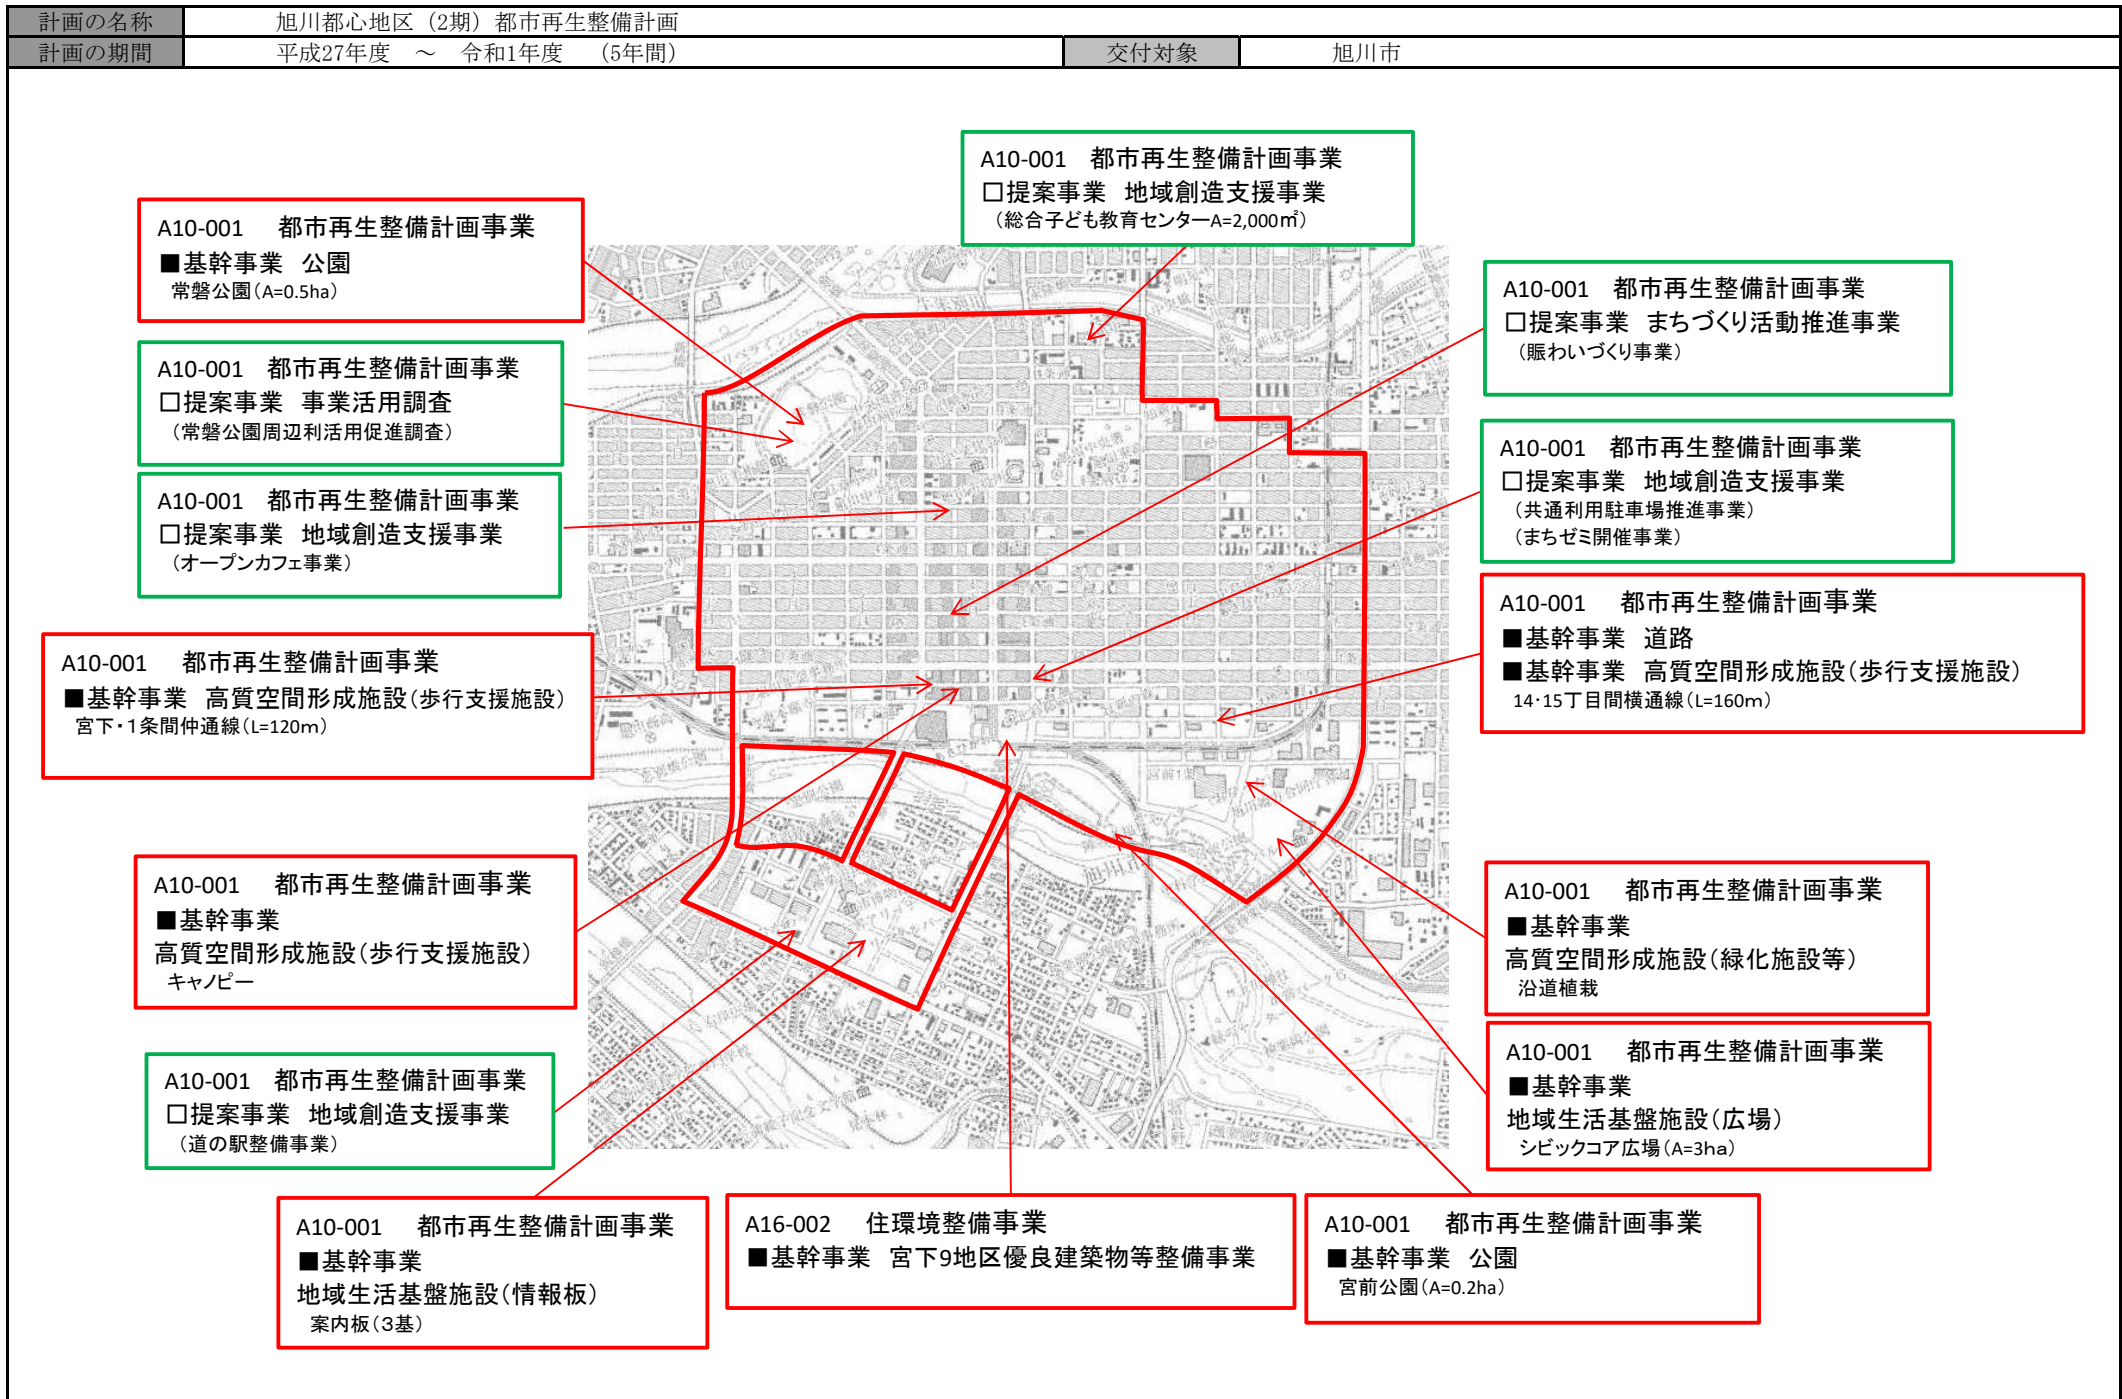 計画の名称 旭川都心地区（2期）都市再生整備計画
計画の期間 平成27年度 ～ 令和1年度 （5年間） 交付対象 旭川市
A10-001 都市再生整備計画事業
□提案事業 地域創造支援事業
（総合子ども教育センターA=2,000㎡）
A10-001 都市再生整備計画事業
■基幹事業 公園
常磐公園（A=0.5ha）
A10-001 都市再生整備計画事業
□提案事業 まちづくり活動推進事業
（賑わいづくり事業）
A10-001 都市再生整備計画事業
□提案事業 事業活用調査
（常磐公園周辺利活用促進調査）
A10-001 都市再生整備計画事業
□提案事業 地域創造支援事業
（共通利用駐車場推進事業）
（まちゼミ開催事業）
A10-001 都市再生整備計画事業
□提案事業 地域創造支援事業
（オープンカフェ事業）
A10-001 都市再生整備計画事業
■基幹事業 道路
■基幹事業 高質空間形成施設（歩行支援施設）
14・15丁目間横通線（L=160m）
A10-001 都市再生整備計画事業
■基幹事業 高質空間形成施設（歩行支援施設）
宮下・1条間仲通線（L=120m）
宮前1条
A10-001 都市再生整備計画事業
■基幹事業
高質空間形成施設（歩行支援施設）
キャノピー
A10-001 都市再生整備計画事業
■基幹事業
高質空間形成施設（緑化施設等）
沿道植栽
A10-001 都市再生整備計画事業
■基幹事業
地域生活基盤施設（広場）
シビックコア広場（A=3ha）
A10-001 都市再生整備計画事業
□提案事業 地域創造支援事業
（道の駅整備事業）
A10-001 都市再生整備計画事業
■基幹事業
地域生活基盤施設（情報板）
案内板（3基）
A16-002 住環境整備事業
■基幹事業 宮下9地区優良建築物等整備事業
A10-001 都市再生整備計画事業
■基幹事業 公園
宮前公園（A=0.2ha）